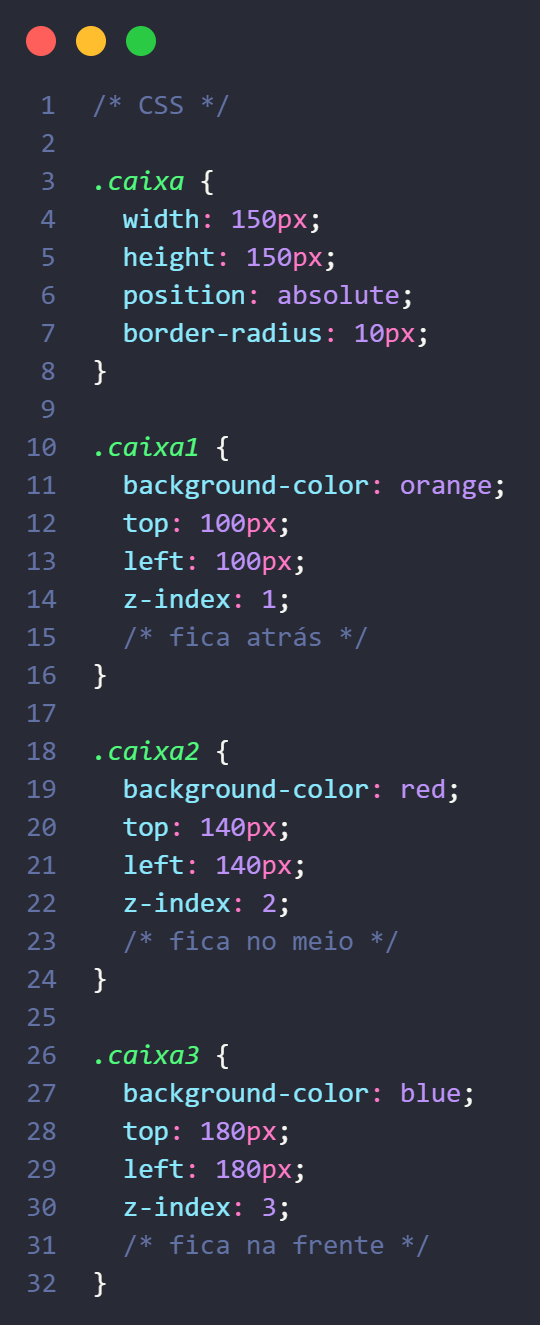 1 /* CSS */
2
3 .caixa {
4   width: 150px;
5   height: 150px;
6   position: absolute;
7   border-radius: 10px;
8 }
9
10 .caixa1 {
11   background-color: orange;
12   top: 100px;
13   left: 100px;
14   z-index: 1;
15   /* fica atrás */
16 }
17
18 .caixa2 {
19   background-color: red;
20   top: 140px;
21   left: 140px;
22   z-index: 2;
23   /* fica no meio */
24 }
25
26 .caixa3 {
27   background-color: blue;
28   top: 180px;
29   left: 180px;
30   z-index: 3;
31   /* fica na frente */
32 }